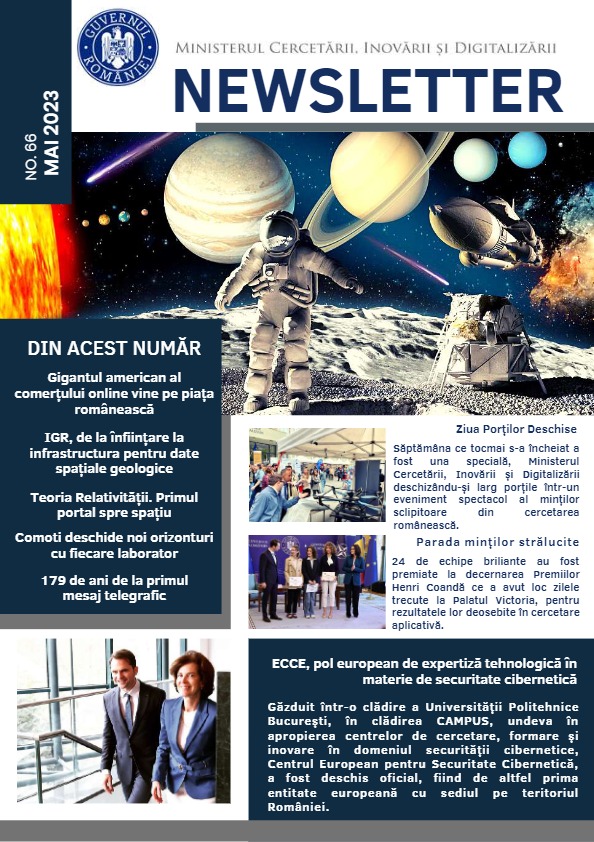 GUVERNUL ROMÂNIEI
MINISTERUL CERCETĂRII, INOVĂRII ȘI DIGITALIZĂRII
NEWSLETTER
NO. 66
MAI 2023
DIN ACEST NUMĂR
Gigantul american al
comerțului online vine pe piața
românească
IGR, de la înființare la
infrastructura pentru date
spațiale geologice
Teoria Relativității. Primul
portal spre spațiu
Comoti deschide noi orizonturi
cu fiecare laborator
179 de ani de la primul
mesaj telegrafic
Ziua Porților Deschise
Săptămâna ce tocmai s-a încheiat a
fost una specială, Ministerul
Cercetării, Inovării și Digitalizării
deschizându-și larg porțile într-un
eveniment spectacol al minților
sclipitoare din cercetarea
românească.
Parada minților strălucite
24 de echipe briliante au fost
premiate la decernarea Premiilor
Henri Coandă ce a avut loc zilele
trecute la Palatul Victoria, pentru
rezultatele lor deosebite în cercetare
aplicativă.
ECCE, pol european de expertiză tehnologică în
materie de securitate cibernetică
Găzduit într-o clădire a Universității Politehnice
București, în clădirea CAMPUS, undeva în
apropierea centrelor de cercetare, formare și
inovare în domeniul securității cibernetice,
Centrul European pentru Securitate Cibernetică,
a fost deschis oficial, fiind de altfel prima
entitate europeană cu sediul pe teritoriul
României.